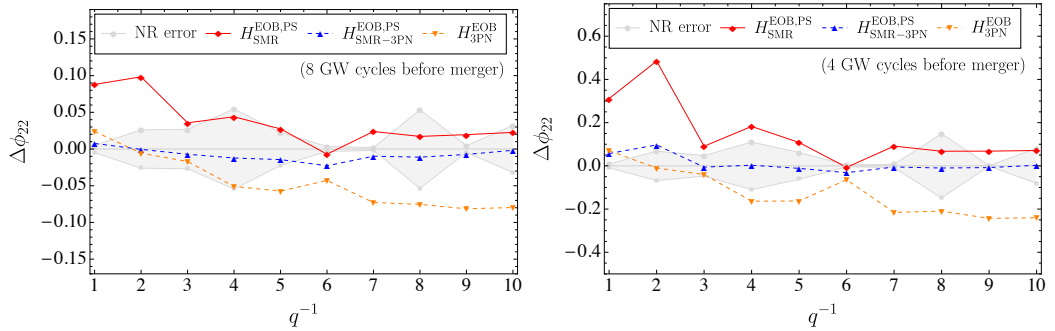 NR error H_SMR^EOB,PS H_SMR−3PN^EOB,PS H_3PN^EOB
(8 GW cycles before merger)
0.15
0.10
0.05
0.00
−0.05
−0.10
−0.15
Δϕ₂₂
1 2 3 4 5 6 7 8 9 10
q⁻¹
NR error H_SMR^EOB,PS H_SMR−3PN^EOB,PS H_3PN^EOB
(4 GW cycles before merger)
0.6
0.4
0.2
0.0
−0.2
−0.4
Δϕ₂₂
1 2 3 4 5 6 7 8 9 10
q⁻¹